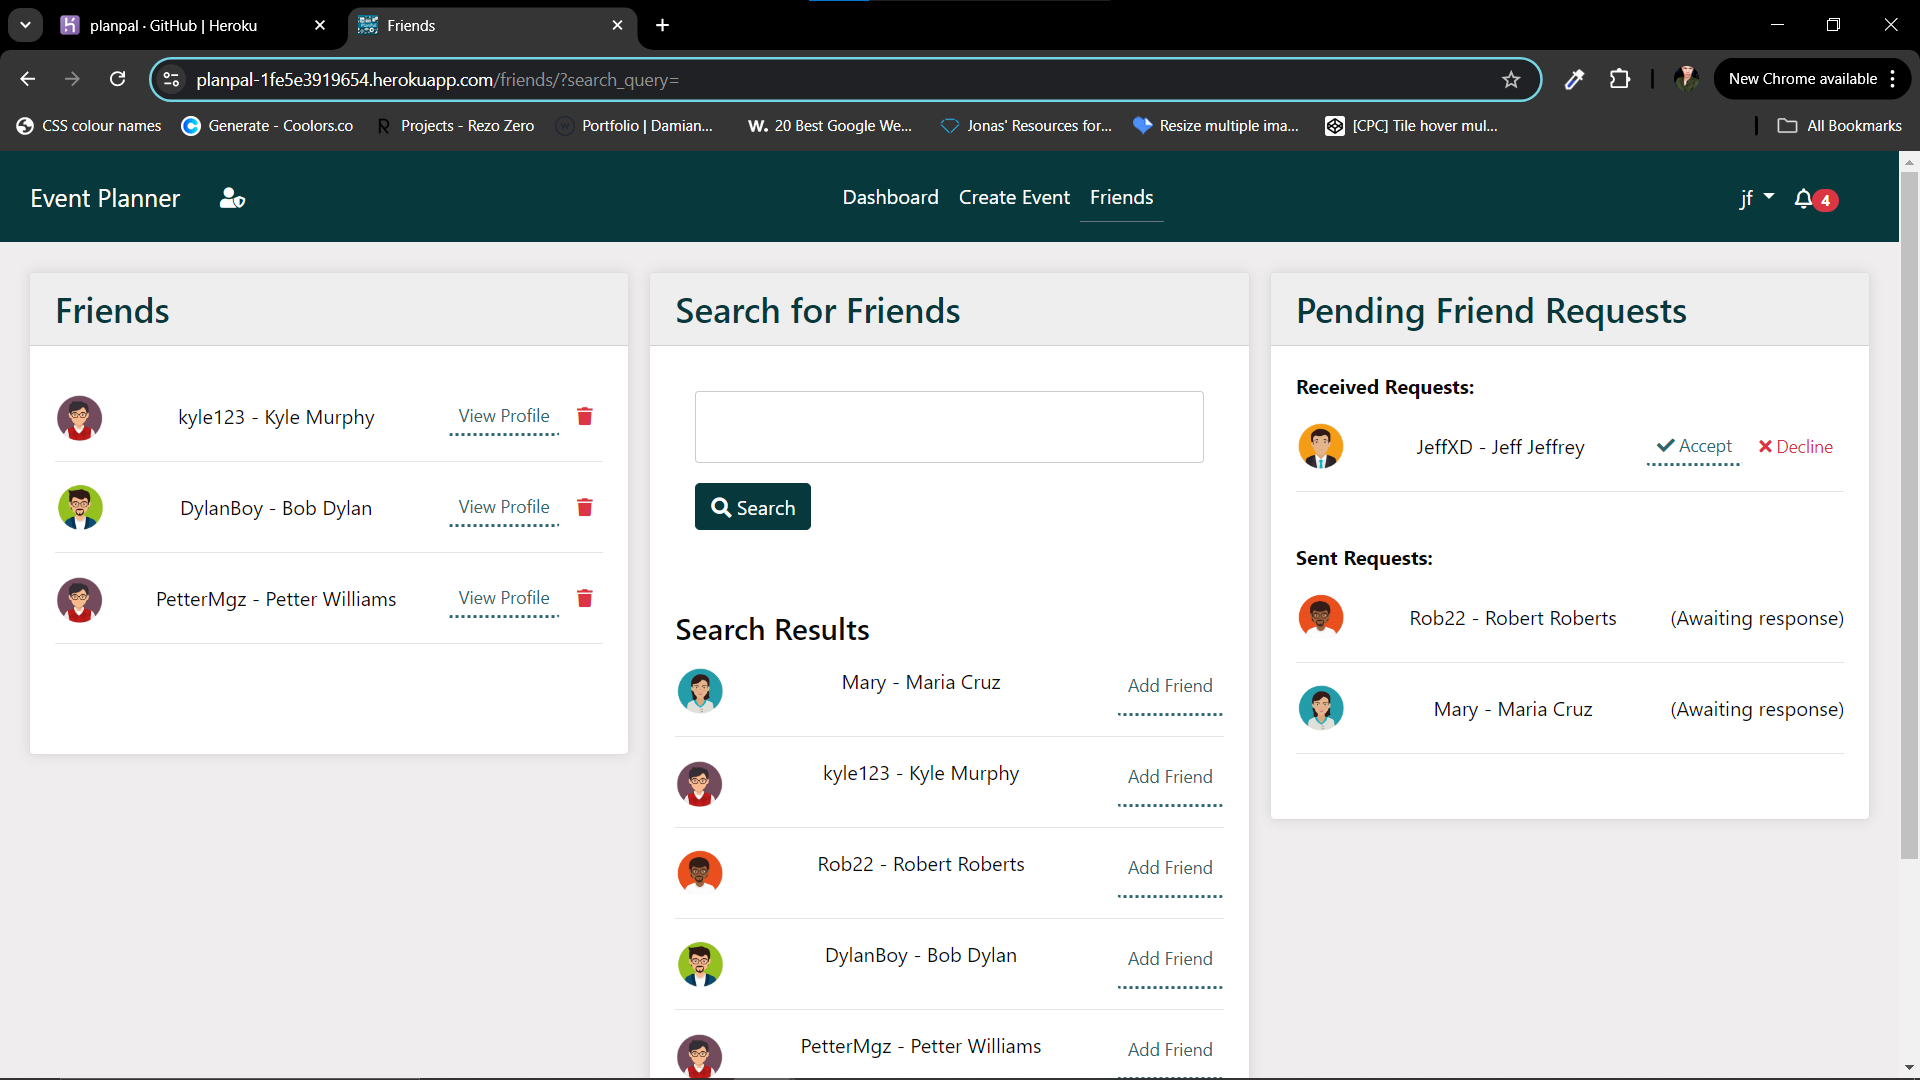 planpal · GitHub | Heroku
Friends
planpal-1fe5e3919654.herokuapp.com/friends/?search_query=
New Chrome available
CSS colour names
Generate - Coolors.co
Projects - Rezo Zero
Portfolio | Damian...
W. 20 Best Google We...
Jonas' Resources for...
Resize multiple ima...
[CPC] Tile hover mul...
All Bookmarks
Event Planner
Dashboard
Create Event
Friends
jf
4
Friends
kyle123 - Kyle Murphy
View Profile
DylanBoy - Bob Dylan
View Profile
PetterMgz - Petter Williams
View Profile
Search for Friends
Search
Search Results
Mary - Maria Cruz
Add Friend
kyle123 - Kyle Murphy
Add Friend
Rob22 - Robert Roberts
Add Friend
DylanBoy - Bob Dylan
Add Friend
PetterMgz - Petter Williams
Add Friend
Pending Friend Requests
Received Requests:
JeffXD - Jeff Jeffrey
Accept
Decline
Sent Requests:
Rob22 - Robert Roberts
(Awaiting response)
Mary - Maria Cruz
(Awaiting response)